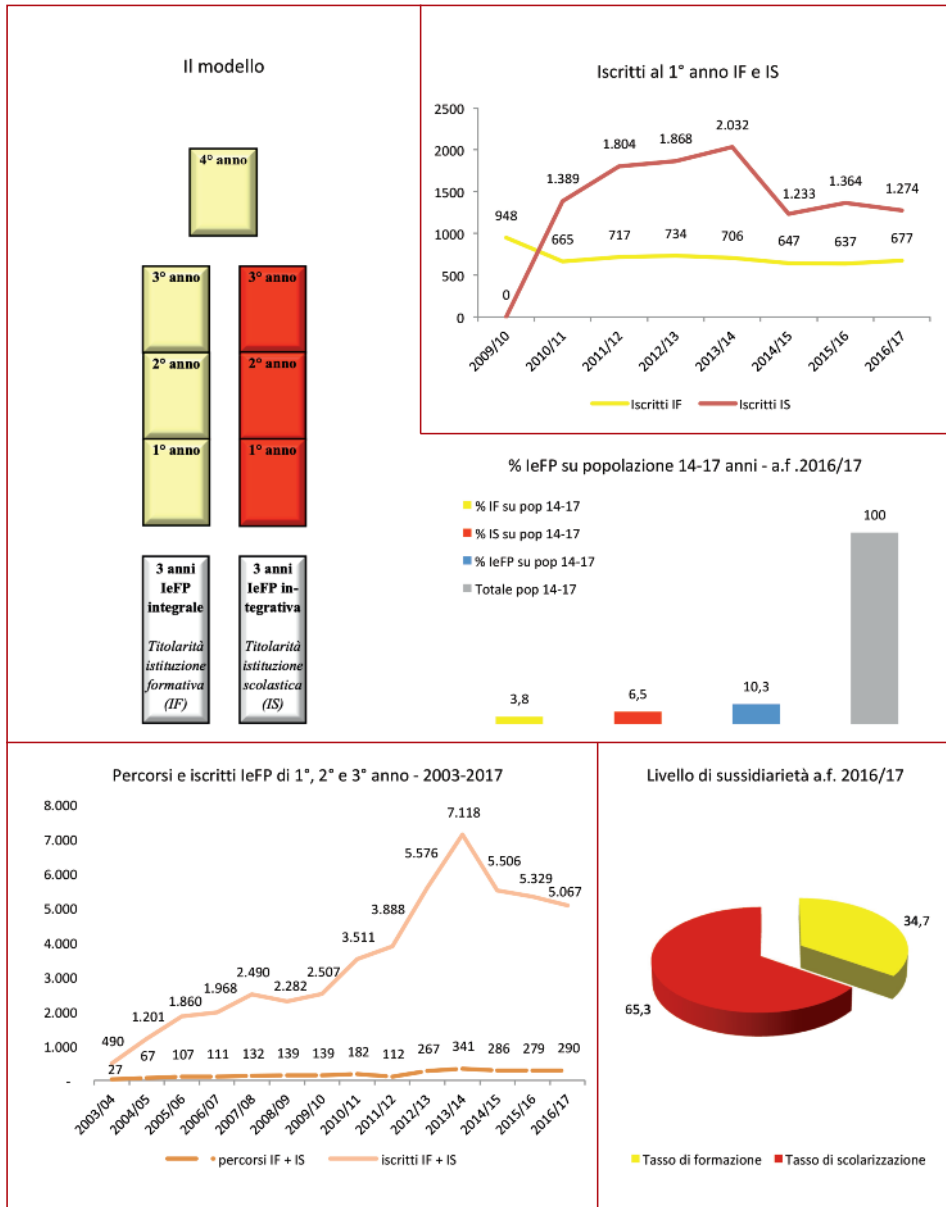 Il modello
4° anno
3° anno
3° anno
2° anno
2° anno
1° anno
1° anno
3 anni
IeFP
integrale
Titolarità
istituzione
formativa
(IF)
3 anni
IeFP in-
tegrativa
Titolarità
istituzione
scolastica
(IS)
Iscritti al 1° anno IF e IS
2500
2000
1500
1000
500
0
948
0
1.389
665
1.804
717
1.868
734
2.032
706
1.233
647
1.364
637
1.274
677
2009/10
2010/11
2011/12
2012/13
2013/14
2014/15
2015/16
2016/17
Iscritti IF
Iscritti IS
% IeFP su popolazione 14-17 anni - a.f .2016/17
% IF su pop 14-17
% IS su pop 14-17
% IeFP su pop 14-17
Totale pop 14-17
3,8
6,5
10,3
100
Percorsi e iscritti IeFP di 1°, 2° e 3° anno - 2003-2017
8.000
7.000
6.000
5.000
4.000
3.000
2.000
1.000
-
490
1.201
1.860
1.968
2.490
2.282
2.507
3.511
3.888
5.576
7.118
5.506
5.329
5.067
27
67
107
111
132
139
139
182
112
267
341
286
279
290
2003/04
2004/05
2005/06
2006/07
2007/08
2008/09
2009/10
2010/11
2011/12
2012/13
2013/14
2014/15
2015/16
2016/17
percorsi IF + IS
iscritti IF + IS
Livello di sussidiarietà a.f. 2016/17
34,7
65,3
Tasso di formazione
Tasso di scolarizzazione